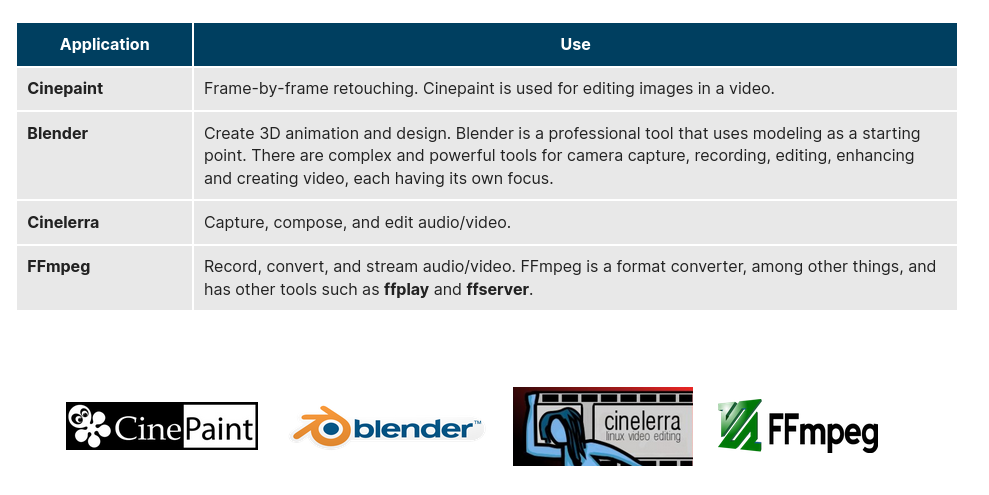 Application Use
Cinepaint Frame-by-frame retouching. Cinepaint is used for editing images in a video.
Blender Create 3D animation and design. Blender is a professional tool that uses modeling as a starting
point. There are complex and powerful tools for camera capture, recording, editing, enhancing
and creating video, each having its own focus.
Cinelerra Capture, compose, and edit audio/video.
FFmpeg Record, convert, and stream audio/video. FFmpeg is a format converter, among other things, and
has other tools such as ffplay and ffserver.
CinePaint
blender™
cinelerra
linux video editing
FFmpeg